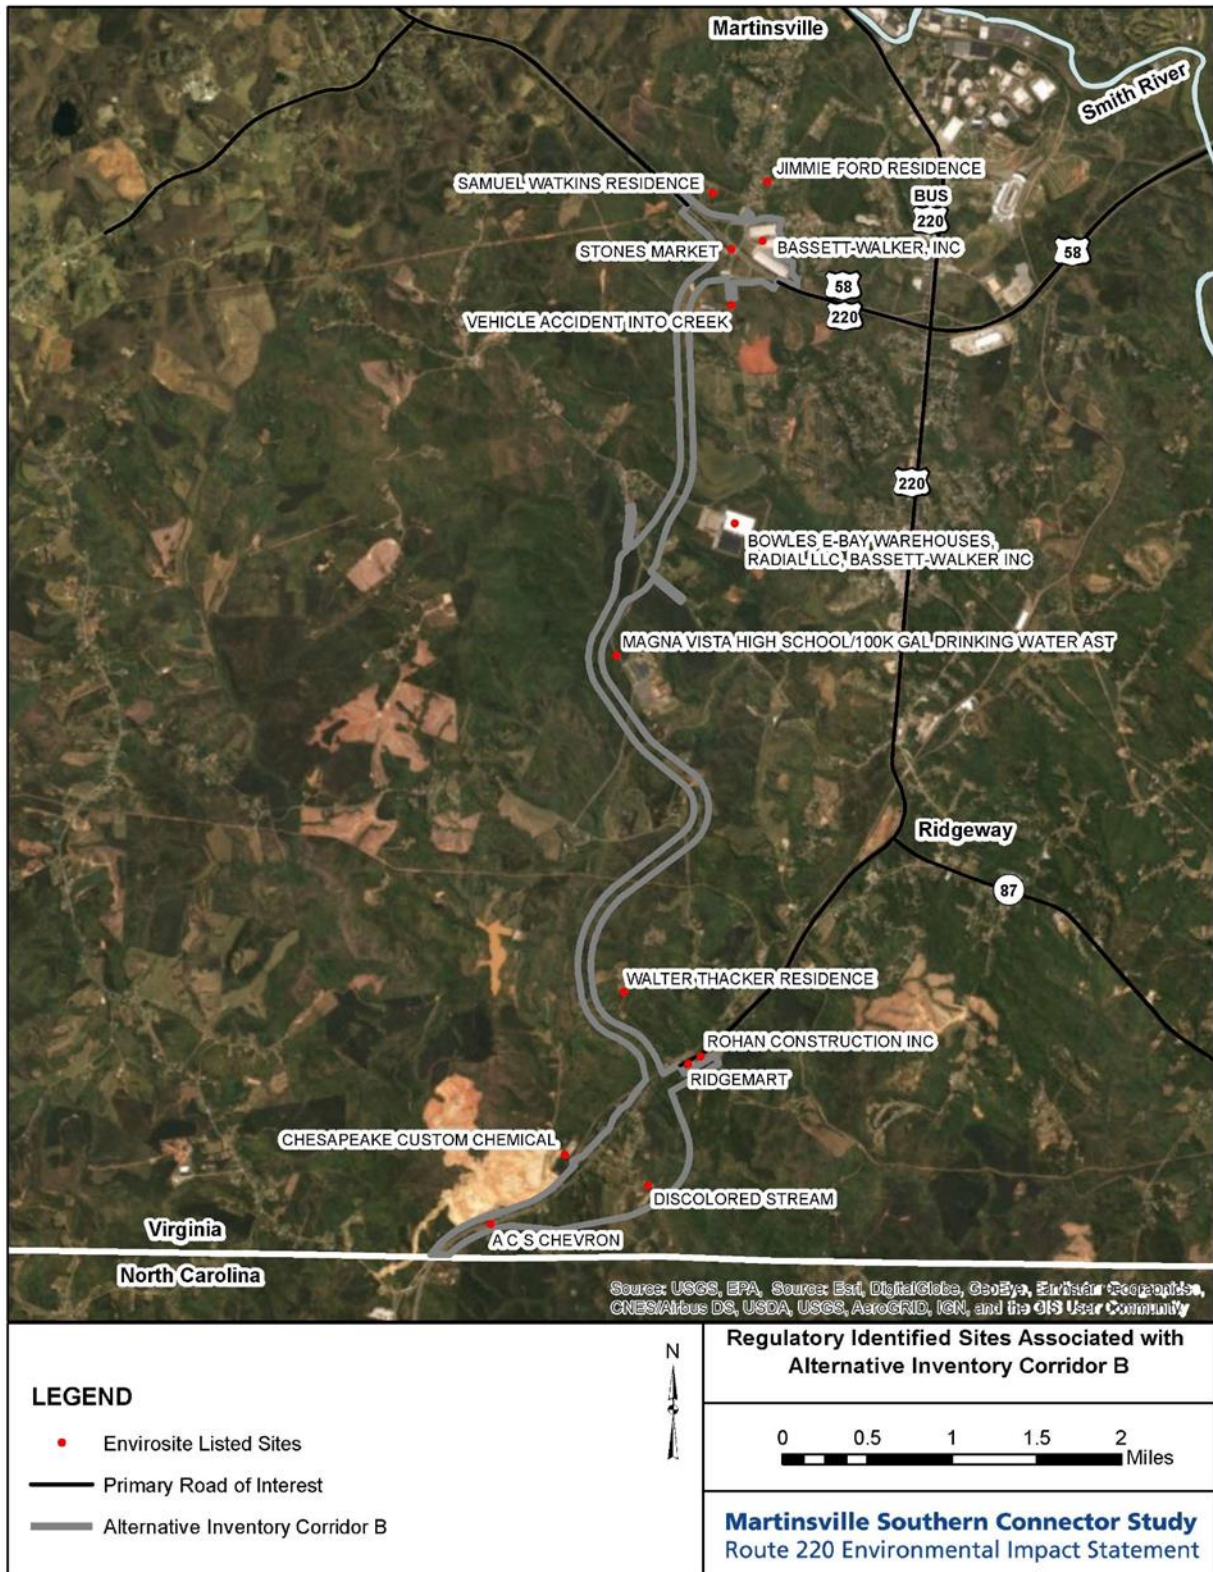 Martinsville
Smith River
JIMMIE FORD RESIDENCE
SAMUEL WATKINS RESIDENCE
BUS
220
STONES MARKET
BASSETT-WALKER, INC
58
58
220
VEHICLE ACCIDENT INTO CREEK
220
BOWLES E-BAY WAREHOUSES,
RADIAL LLC, BASSETT-WALKER INC
MAGNA VISTA HIGH SCHOOL/100K GAL DRINKING WATER AST
Ridgeway
87
WALTER THACKER RESIDENCE
ROHAN CONSTRUCTION INC
RIDGEMART
CHESAPEAKE CUSTOM CHEMICAL
DISCOLORED STREAM
A C S CHEVRON
Virginia
North Carolina
Source: USGS, EPA, Source: Esri, DigitalGlobe, GeoEye, Earthstar Geographics,
CNES/Airbus DS, USDA, USGS, AeroGRID, IGN, and the GIS User Community
LEGEND
Envirosite Listed Sites
Primary Road of Interest
Alternative Inventory Corridor B
N
Regulatory Identified Sites Associated with
Alternative Inventory Corridor B
0 0.5 1 1.5 2
Miles
Martinsville Southern Connector Study
Route 220 Environmental Impact Statement